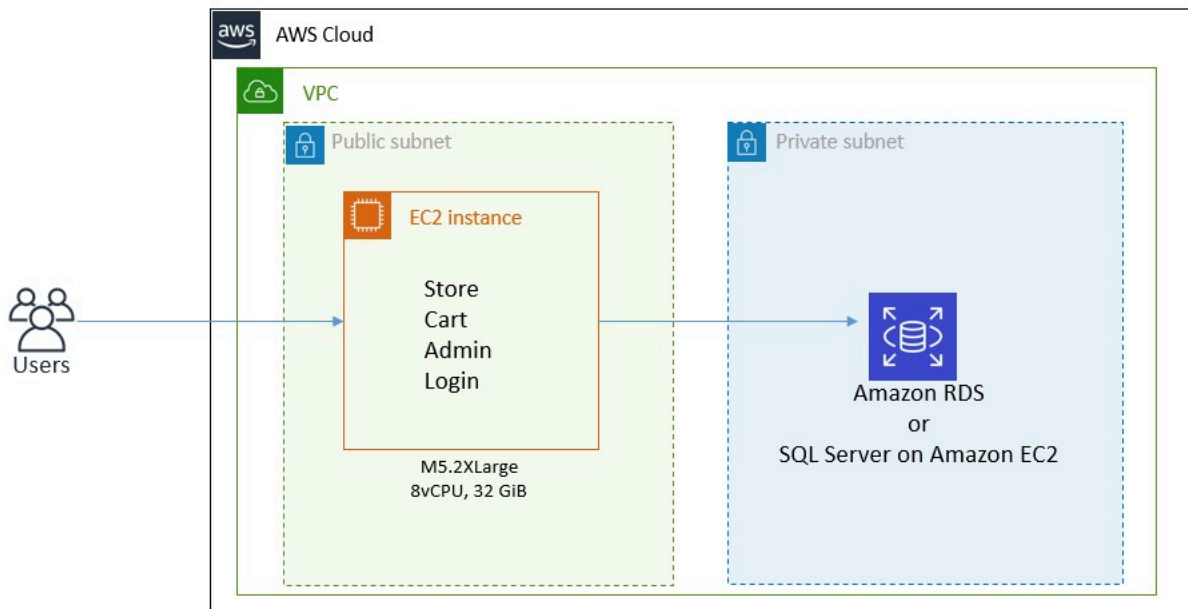 aws
AWS Cloud
VPC
Public subnet
Private subnet
EC2 instance
Store
Cart
Admin
Login
Users
Amazon RDS
or
SQL Server on Amazon EC2
M5.2XLarge
8vCPU, 32 GiB